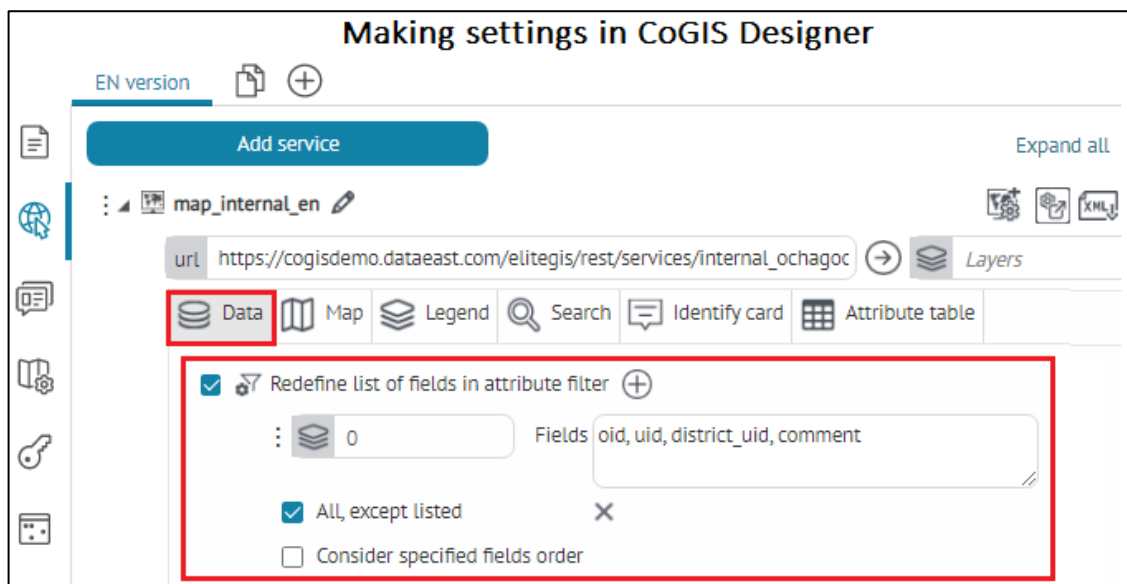 Making settings in CoGIS Designer
EN version
Add service
Expand all
map_internal_en
XML
url https://cogisdemo.dataeast.com/elitegis/rest/services/internal_ochagoc Layers
Data Map Legend Search Identify card Attribute table
Redefine list of fields in attribute filter
0 Fields oid, uid, district_uid, comment
All, except listed
Consider specified fields order